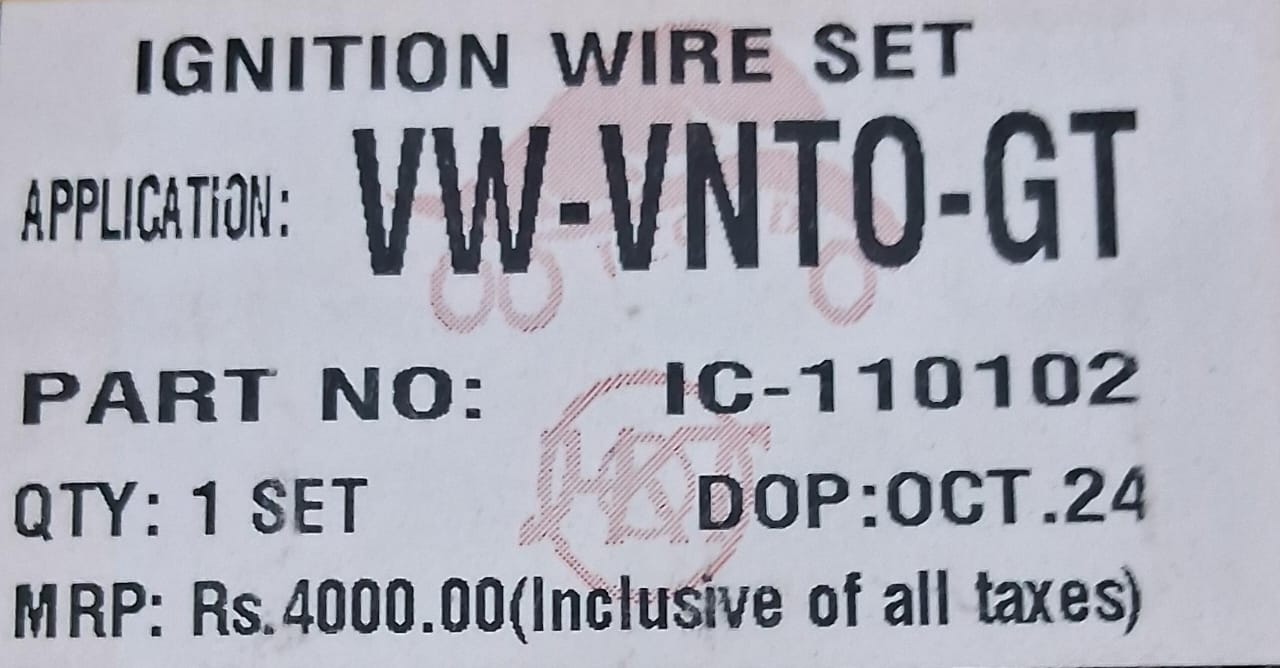 IGNITION WIRE SET
APPLICATION: VW-VNTO-GT
PART NO: IC-110102
QTY: 1 SET DOP:OCT.24
MRP: Rs.4000.00(Inclusive of all taxes)